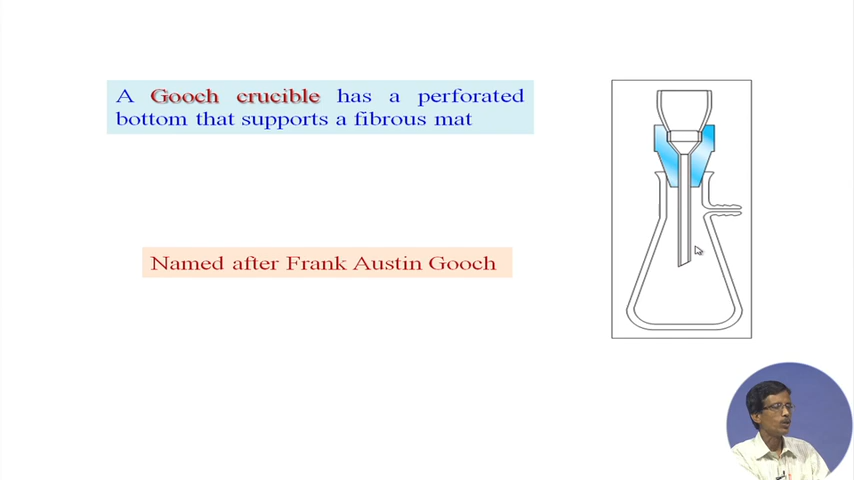 A Gooch crucible has a perforated
bottom that supports a fibrous mat
Named after Frank Austin Gooch